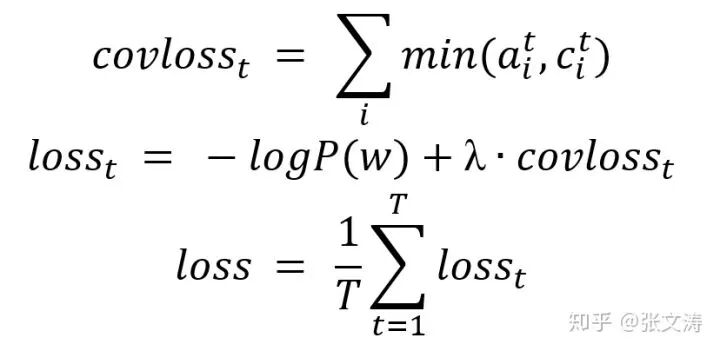 covloss_t = ∑_i min(a_i^t, c_i^t)
loss_t = −logP(w) + λ · covloss_t
loss = 1/T ∑_{t=1}^{T} loss_t
知乎 @张文涛